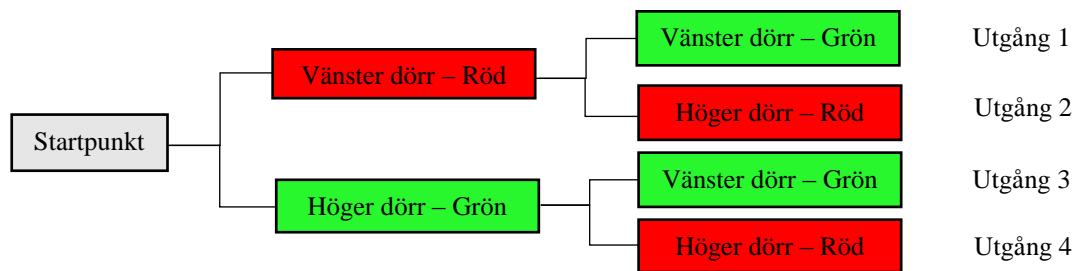 Vänster dörr – Grön
Utgång 1
Vänster dörr – Röd
Höger dörr – Röd
Utgång 2
Startpunkt
Vänster dörr – Grön
Utgång 3
Höger dörr – Grön
Höger dörr – Röd
Utgång 4